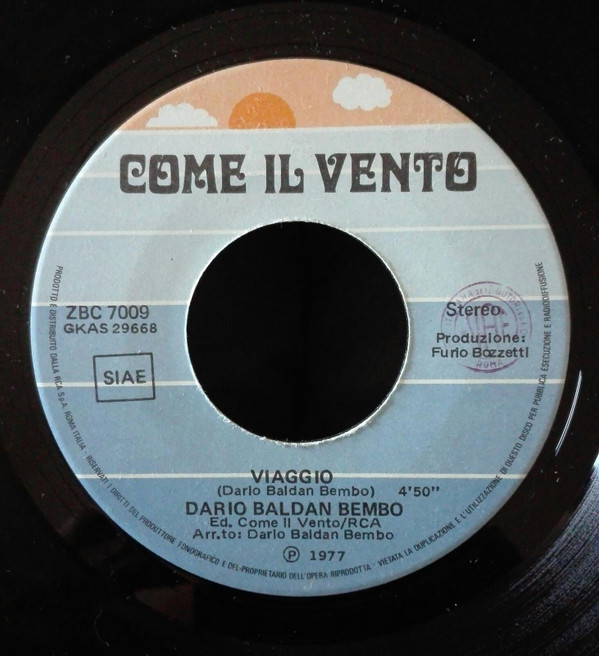 COME IL VENTO
ZBC 7009
GKAS 29668
SIAE
Stereo
Produzione:
Furio Bozzetti
ROMA
VIAGGIO
(Dario Baldan Bembo) 4'50"
DARIO BALDAN BEMBO
Ed. Come Il Vento/RCA
Arr.to: Dario Baldan Bembo
Ⓟ 1977
PRODOTTO E DISTRIBUITO DALLA RCA S.p.A. ROMA ITALIA - RISERVATI I DIRITTI DEL PRODUTTORE FONOGRAFICO E DEL PROPRIETARIO DELL'OPERA RIPRODOTTA - VIETATA LA DUPLICAZIONE E L'UTILIZZAZIONE DI QUESTO DISCO PER PUBBLICA ESECUZIONE E RADIODIFFUSIONE